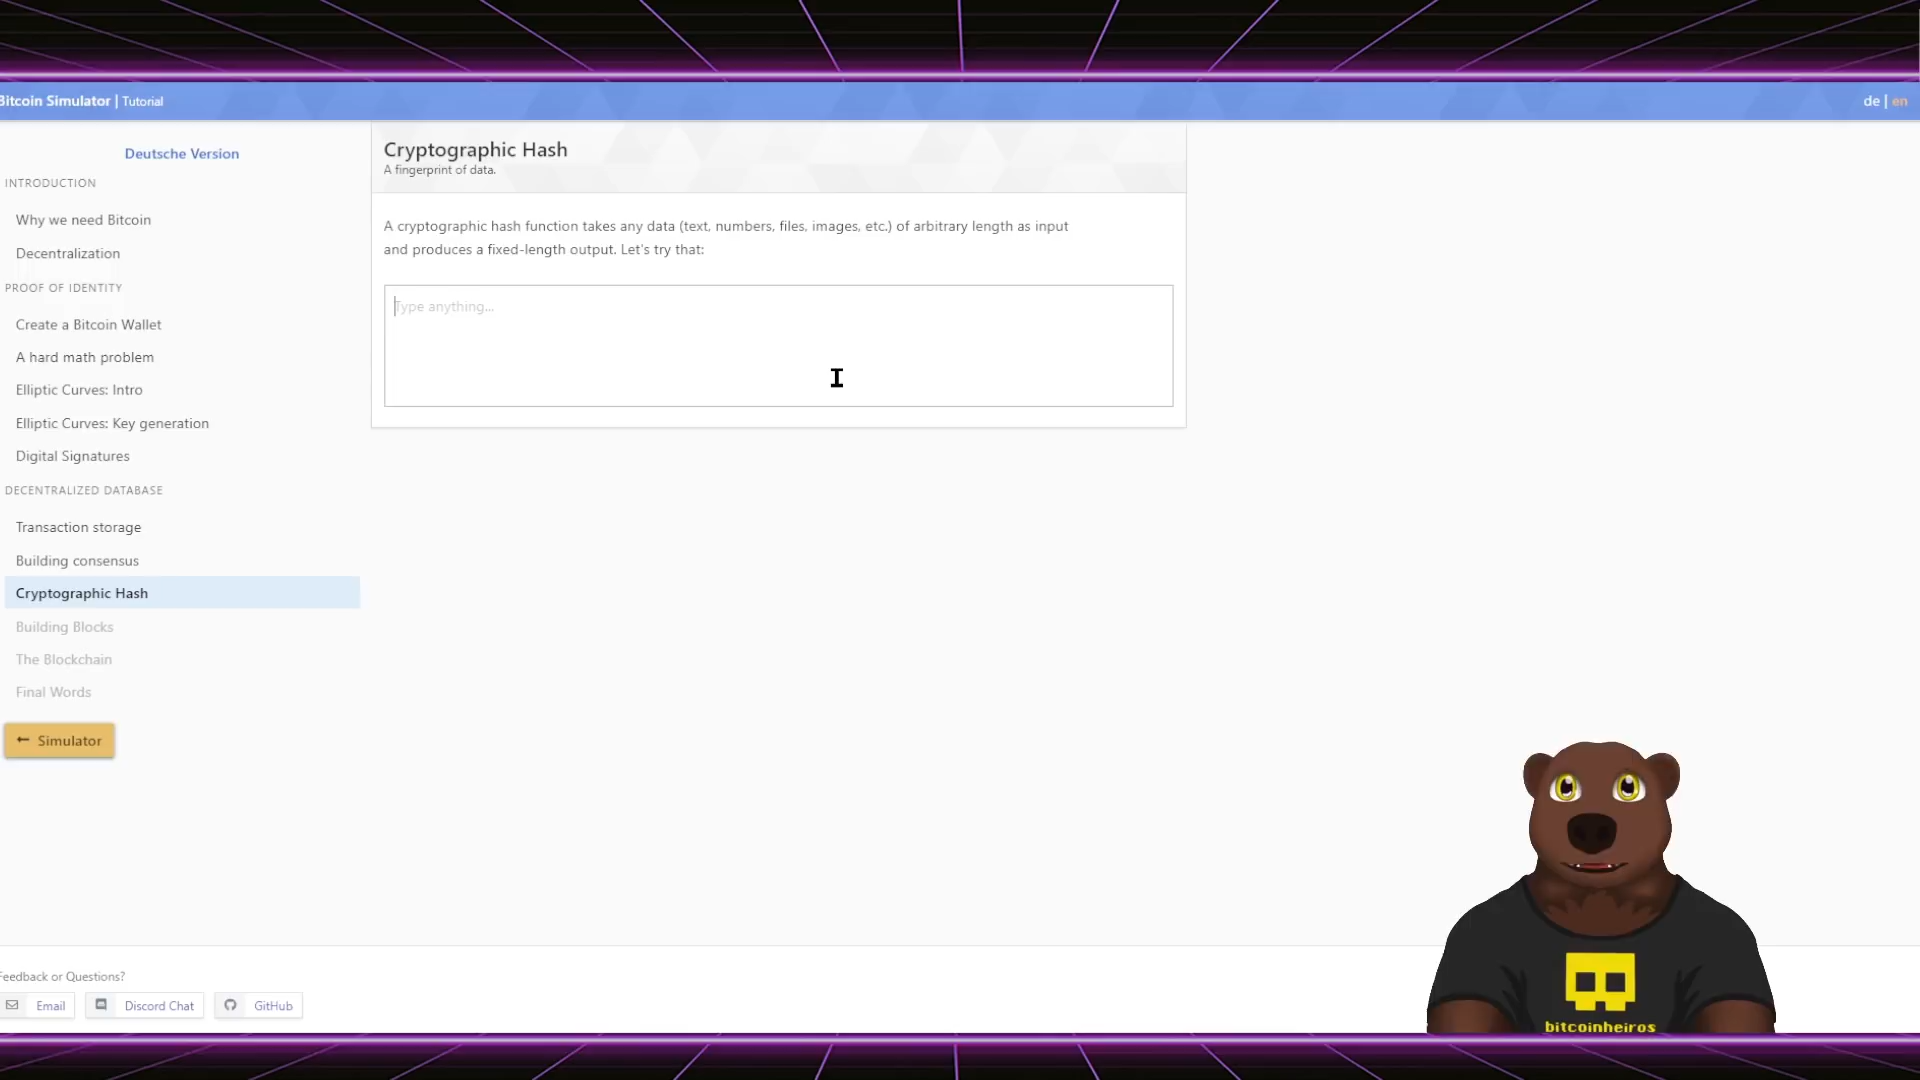 Bitcoin Simulator | Tutorial
de | en
Deutsche Version
INTRODUCTION
Why we need Bitcoin
Decentralization
PROOF OF IDENTITY
Create a Bitcoin Wallet
A hard math problem
Elliptic Curves: Intro
Elliptic Curves: Key generation
Digital Signatures
DECENTRALIZED DATABASE
Transaction storage
Building consensus
Cryptographic Hash
Building Blocks
The Blockchain
Final Words
Simulator
Cryptographic Hash
A fingerprint of data.
A cryptographic hash function takes any data (text, numbers, files, images, etc.) of arbitrary length as input
and produces a fixed-length output. Let's try that:
Type anything...
Feedback or Questions?
Email
Discord Chat
GitHub
bitcoinheiros